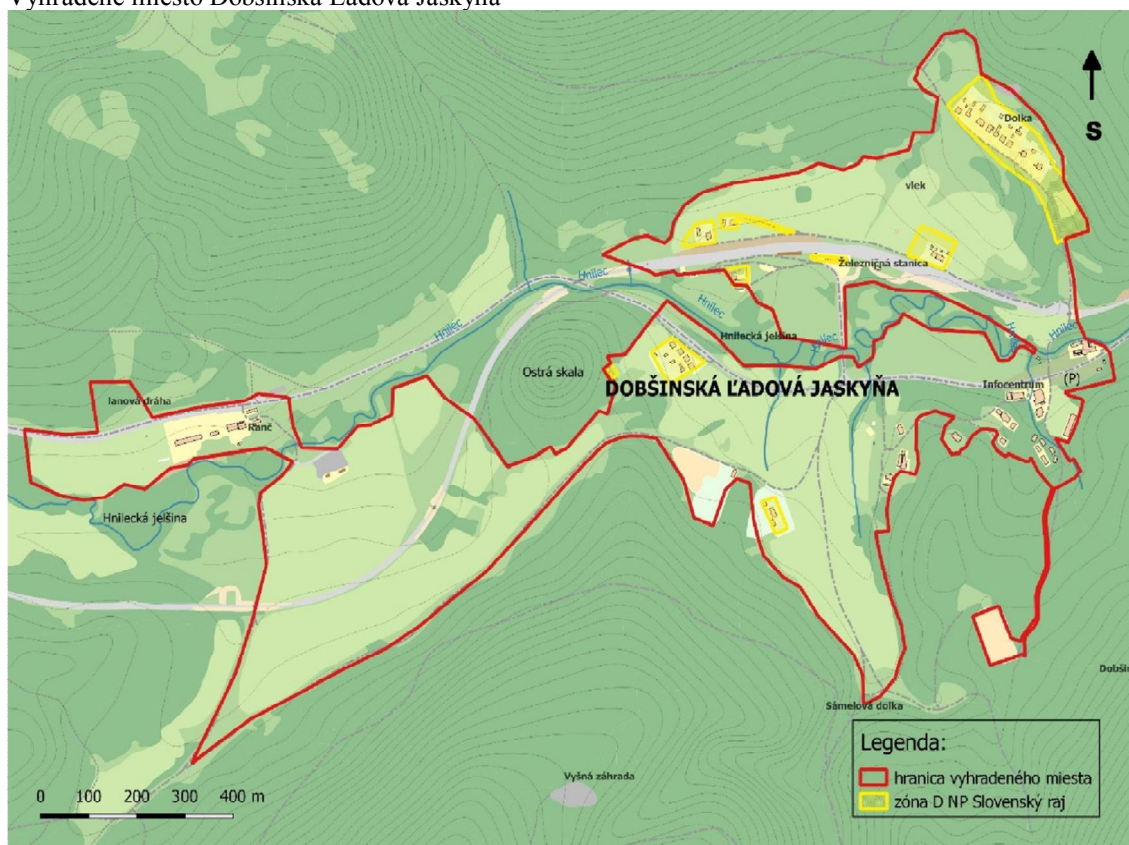 Vyhradené miesto Dobšinská Ľadová Jaskyňa
S
Dolka
vlek
Železničná stanica
Hnilec
Hnilec
Hnilec
Hnilec
Hnilec
Hnilec
Hnilecká jelšina
Ostrá skala
DOBŠINSKÁ ĽADOVÁ JASKYŇA
Infocentrum
(P)
lanová dráha
Ranč
Hnilecká jelšina
Sámelova dolka
Vyšná záhrada
Legenda:
hranica vyhradeného miesta
zóna D NP Slovenský raj
0 100 200 300 400 m